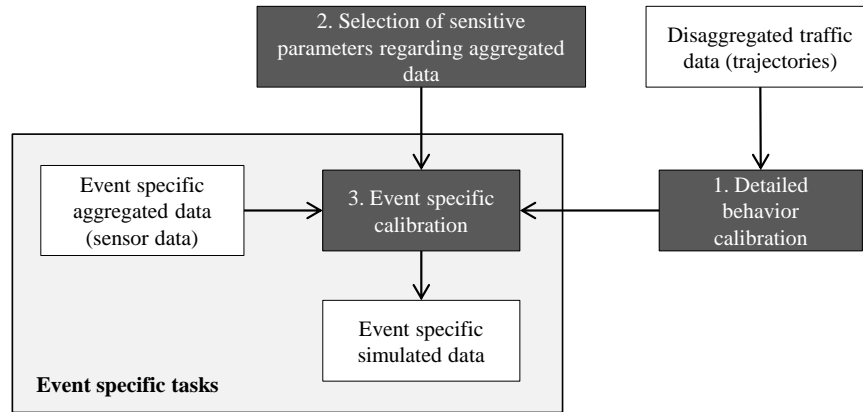 2. Selection of sensitive
parameters regarding aggregated
data
Disaggregated traffic
data (trajectories)
Event specific
aggregated data
(sensor data)
3. Event specific
calibration
1. Detailed
behavior
calibration
Event specific
simulated data
Event specific tasks